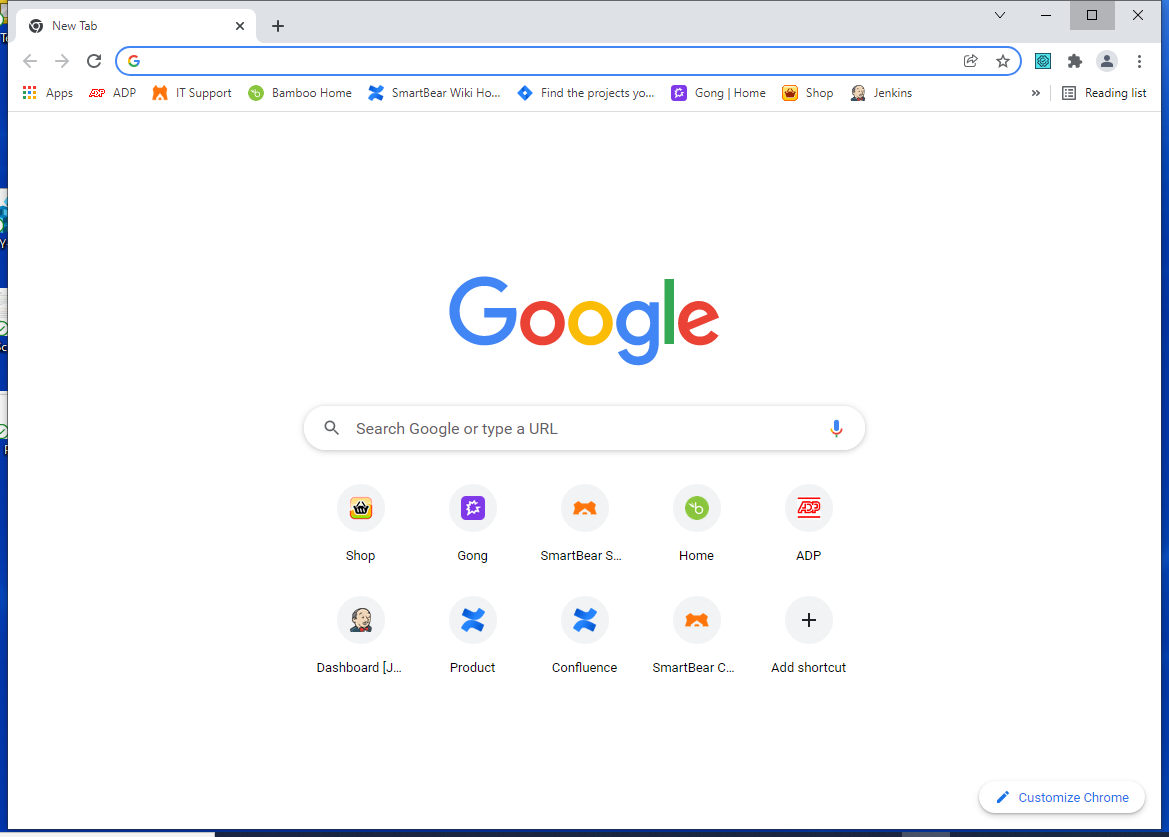 New Tab
Apps ADP IT Support Bamboo Home SmartBear Wiki Ho... Find the projects yo... Gong | Home Shop Jenkins » Reading list
Google
Search Google or type a URL
Shop Gong SmartBear S... Home ADP
Dashboard [J... Product Confluence SmartBear C... Add shortcut
Customize Chrome